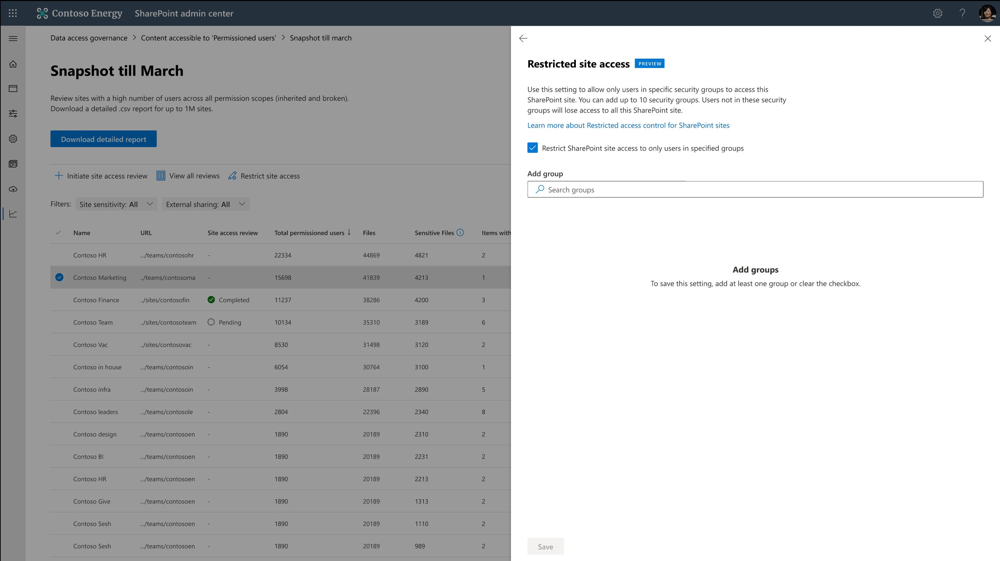 Contoso Energy SharePoint admin center
Data access governance > Content accessible to ‘Permissioned users’ > Snapshot till march
Snapshot till March
Review sites with a high number of users across all permission scopes (inherited and broken).
Download a detailed .csv report for up to 1M sites.
Download detailed report
Initiate site access review View all reviews Restrict site access
Filters: Site sensitivity: All External sharing: All
Name URL Site access review Total permissioned users ↓ Files Sensitive Files Items with
Contoso HR .../teams/contosohr - 22334 44869 4821 2
Contoso Marketing ../teams/contosoma - 15698 41839 4213 1
Contoso Finance ../sites/contosofin Completed 11237 38286 4200 3
Contoso Team ../sites/contosoteam Pending 10134 35310 3189 6
Contoso Vac ../sites/contosovac - 8530 31498 3120 2
Contoso in house .../teams/contosoin - 6054 30764 3100 1
Contoso infra .../teams/contosoin - 3998 28187 2890 5
Contoso leaders .../teams/contosole - 2804 22396 2340 8
Contoso design .../teams/contosoen - 1890 20189 2310 2
Contoso BI .../teams/contosoen - 1890 20189 2231 2
Contoso HR .../teams/contosoen - 1890 20189 2213 2
Contoso Give .../teams/contosoen - 1890 20189 1313 2
Contoso Sesh .../teams/contosoen - 1890 20189 1110 2
Contoso Sesh .../teams/contosoen - 1890 20189 989 2
Restricted site access PREVIEW
Use this setting to allow only users in specific security groups to access this
SharePoint site. You can add up to 10 security groups. Users not in these security
groups will lose access to all this SharePoint site.
Learn more about Restricted access control for SharePoint sites
Restrict SharePoint site access to only users in specified groups
Add group
Search groups
Add groups
To save this setting, add at least one group or clear the checkbox.
Save